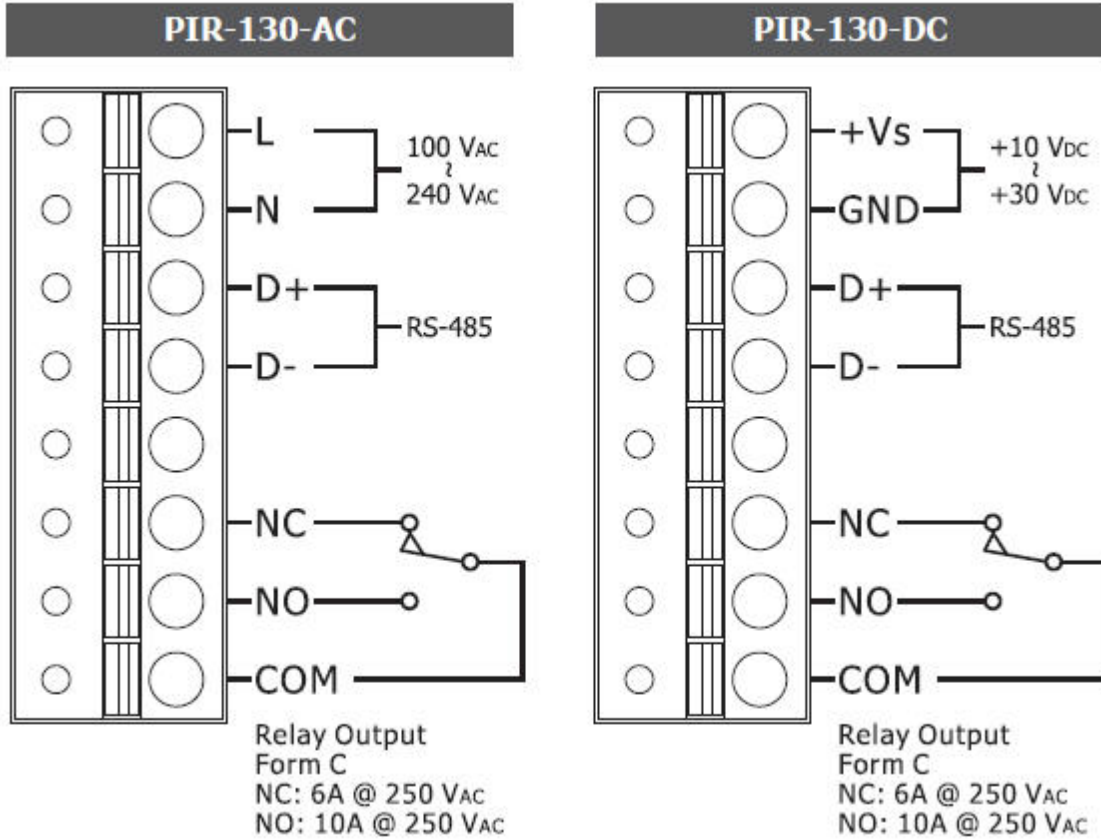 PIR-130-AC
L
100 VAC
~
240 VAC
N
D+
RS-485
D-
NC
NO
COM
Relay Output
Form C
NC: 6A @ 250 VAC
NO: 10A @ 250 VAC
PIR-130-DC
+Vs
+10 VDC
~
+30 VDC
GND
D+
RS-485
D-
NC
NO
COM
Relay Output
Form C
NC: 6A @ 250 VAC
NO: 10A @ 250 VAC